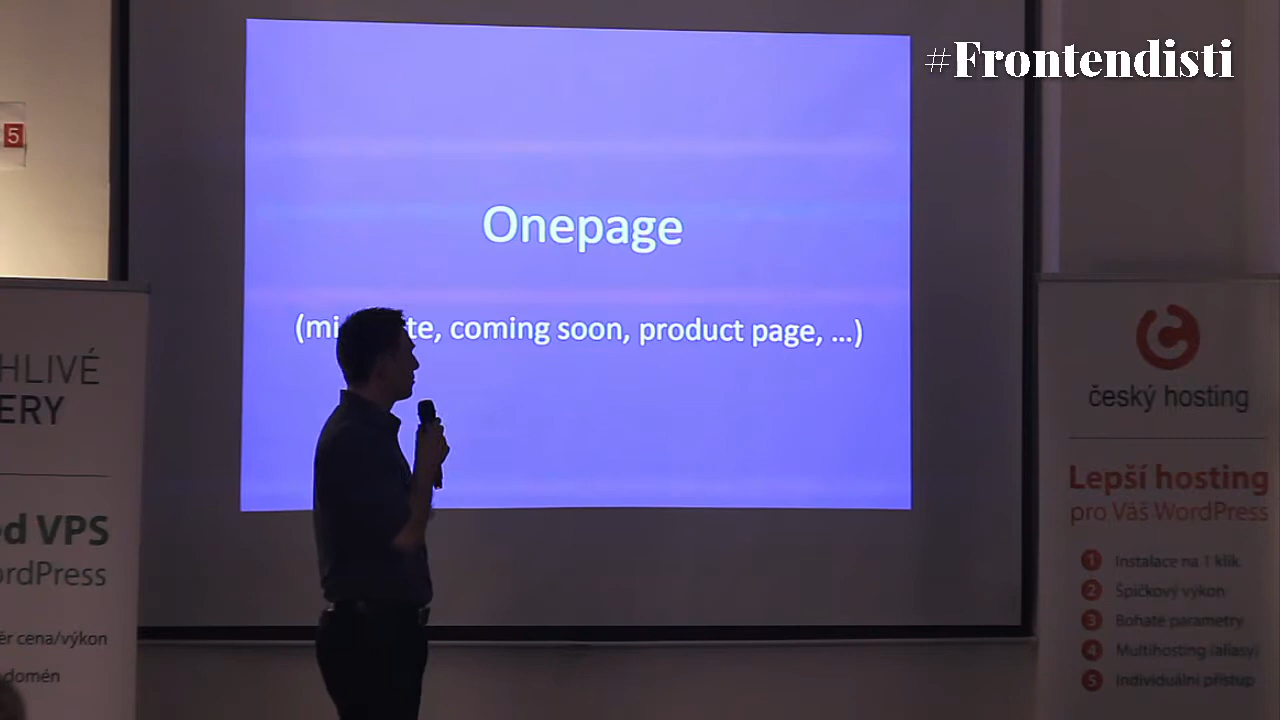 #Frontendisti
5
Onepage
(mi te, coming soon, product page, ...)
HLIVÉ
ERY
d VPS
ordPress
ěr cena/výkon
domén
český hosting
Lepší hosting
pro Váš WordPress
1 Instalace na 1 klik
2 Špičkový výkon
3 Bohaté parametry
4 Multihosting (aliasy)
5 Individuální přístup